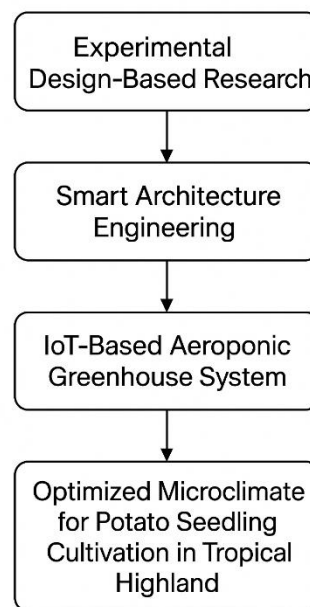 Experimental
Design-Based Research
Smart Architecture
Engineering
IoT-Based Aeroponic
Greenhouse System
Optimized Microclimate
for Potato Seedling
Cultivation in Tropical
Highland